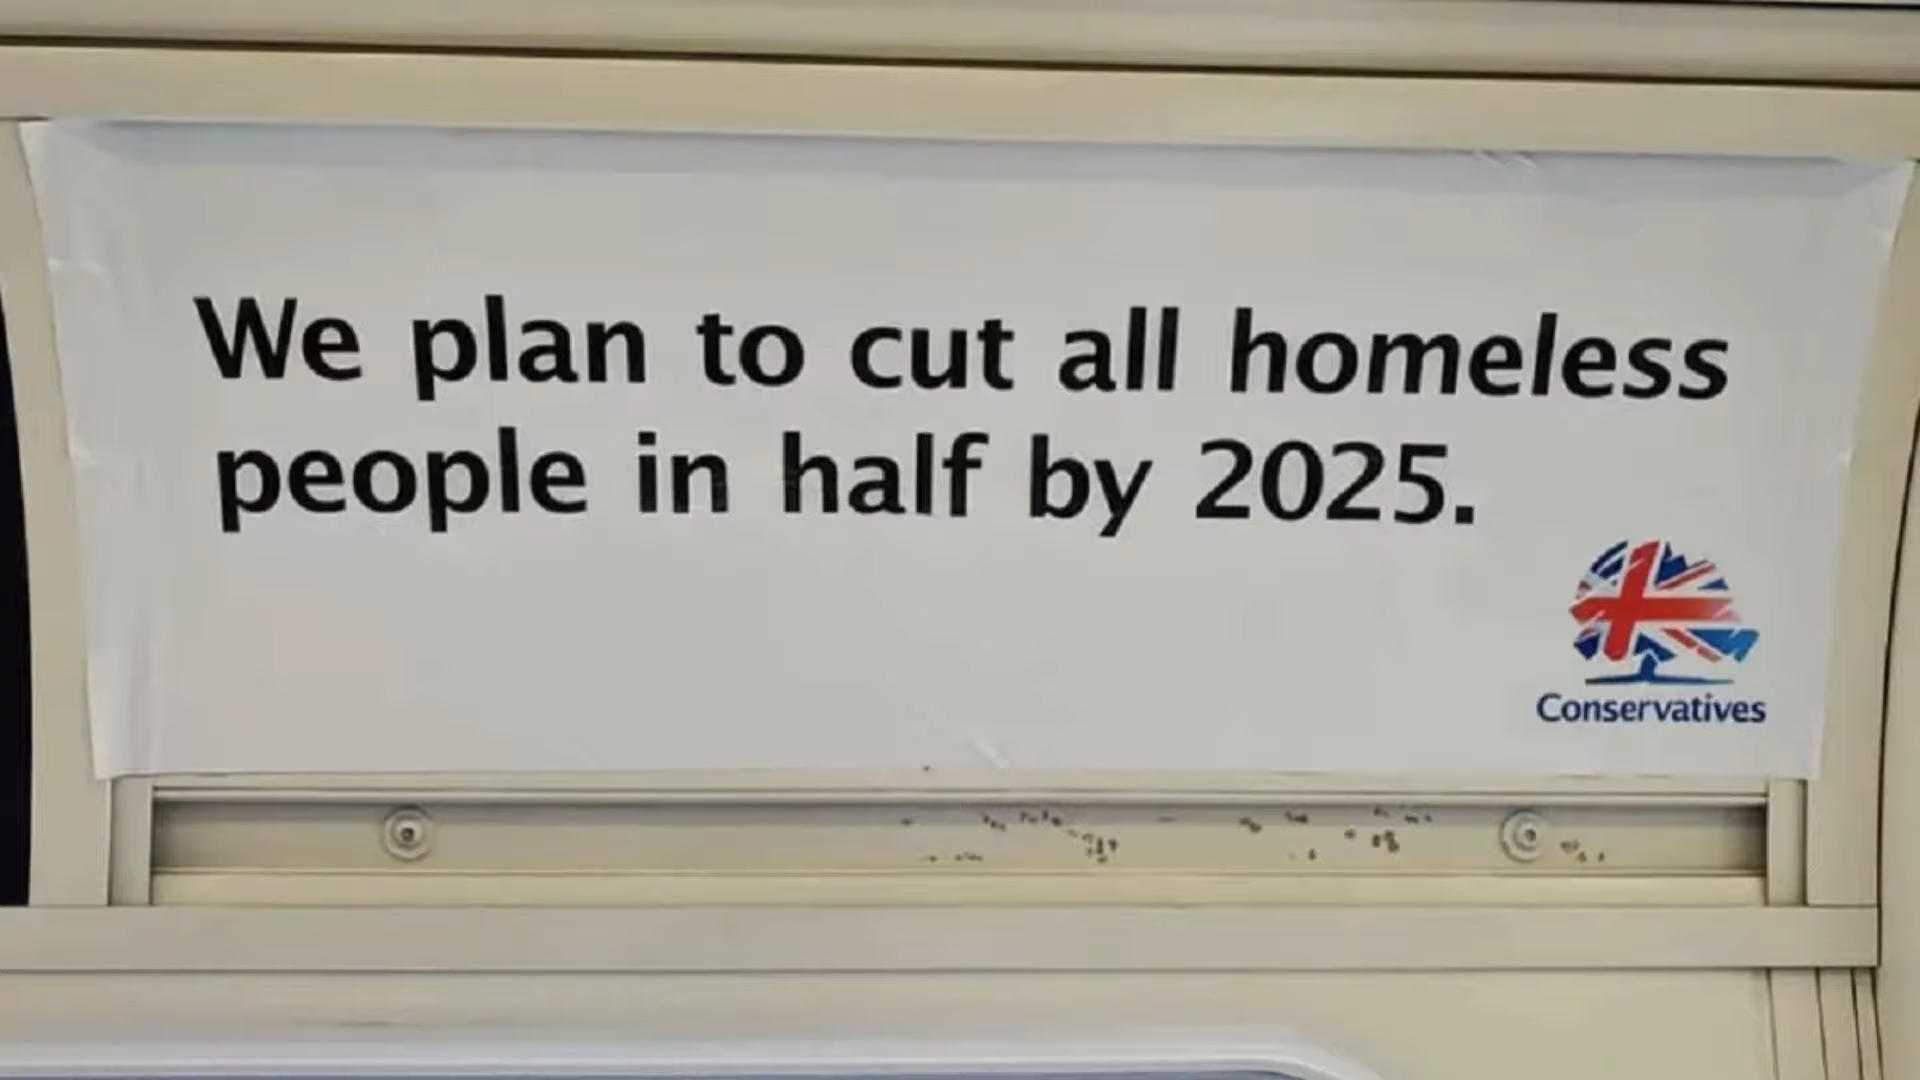 We plan to cut all homeless
people in half by 2025.
Conservatives